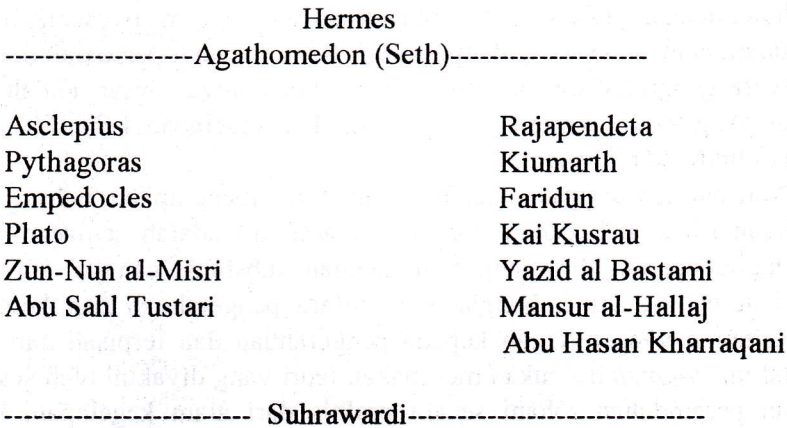 Hermes
-------------------Agathomedon (Seth)--------------------
Asclepius Rajapendeta
Pythagoras Kiumarth
Empedocles Faridun
Plato Kai Kusrau
Zun-Nun al-Misri Yazid al Bastami
Abu Sahl Tustari Mansur al-Hallaj
Abu Hasan Kharraqani
------------------------- Suhrawardi------------------------------